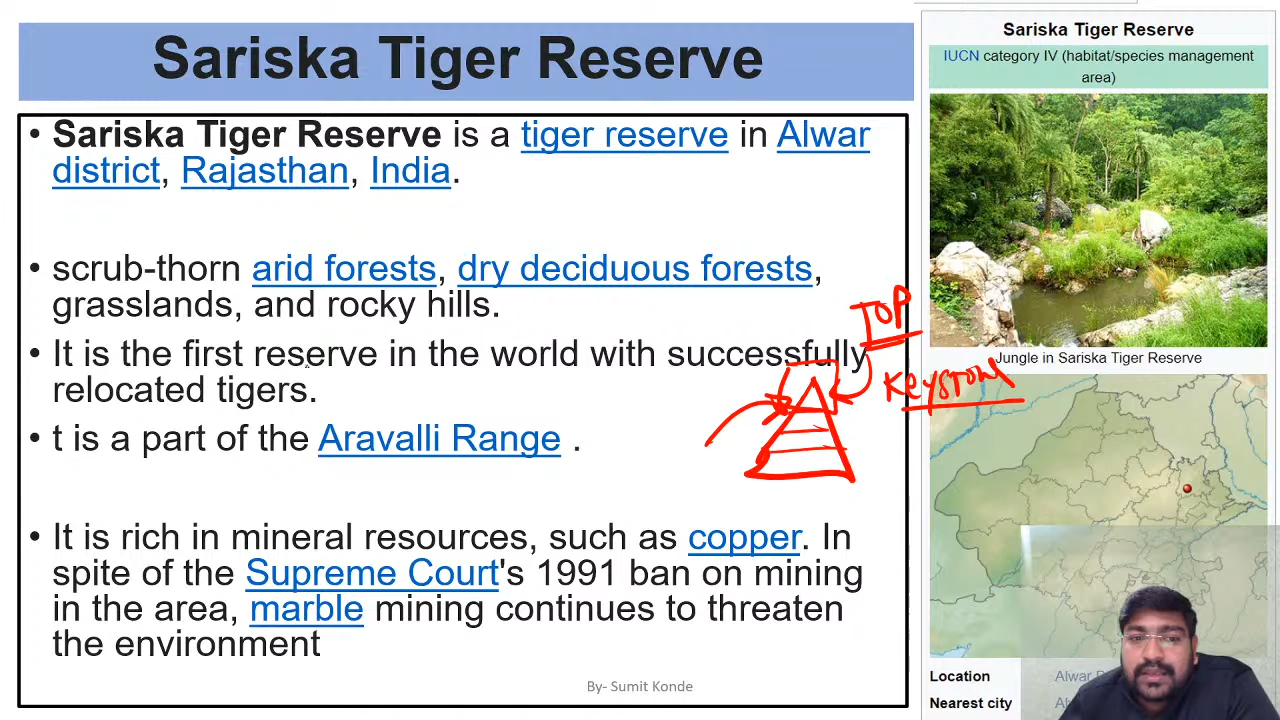 Sariska Tiger Reserve
• Sariska Tiger Reserve is a tiger reserve in Alwar
district, Rajasthan, India.
• scrub-thorn arid forests, dry deciduous forests,
grasslands, and rocky hills.
• It is the first reserve in the world with successfully
relocated tigers.
• t is a part of the Aravalli Range .
• It is rich in mineral resources, such as copper. In
spite of the Supreme Court's 1991 ban on mining
in the area, marble mining continues to threaten
the environment
By- Sumit Konde
TOP
Keystone
Sariska Tiger Reserve
IUCN category IV (habitat/species management
area)
Jungle in Sariska Tiger Reserve
Location Alwar
Nearest city